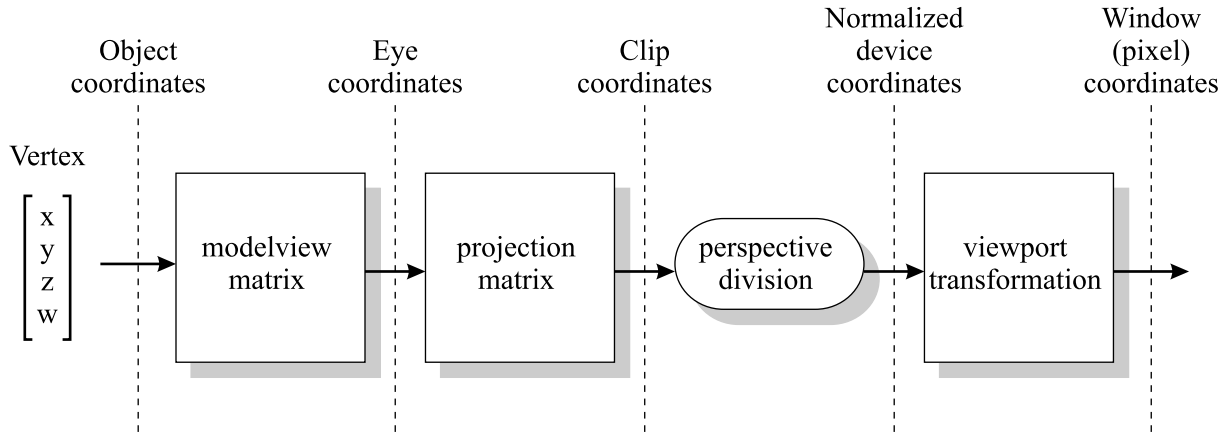 Object
coordinates
Eye
coordinates
Clip
coordinates
Normalized
device
coordinates
Window
(pixel)
coordinates
Vertex
x
y
z
w
modelview
matrix
projection
matrix
perspective
division
viewport
transformation